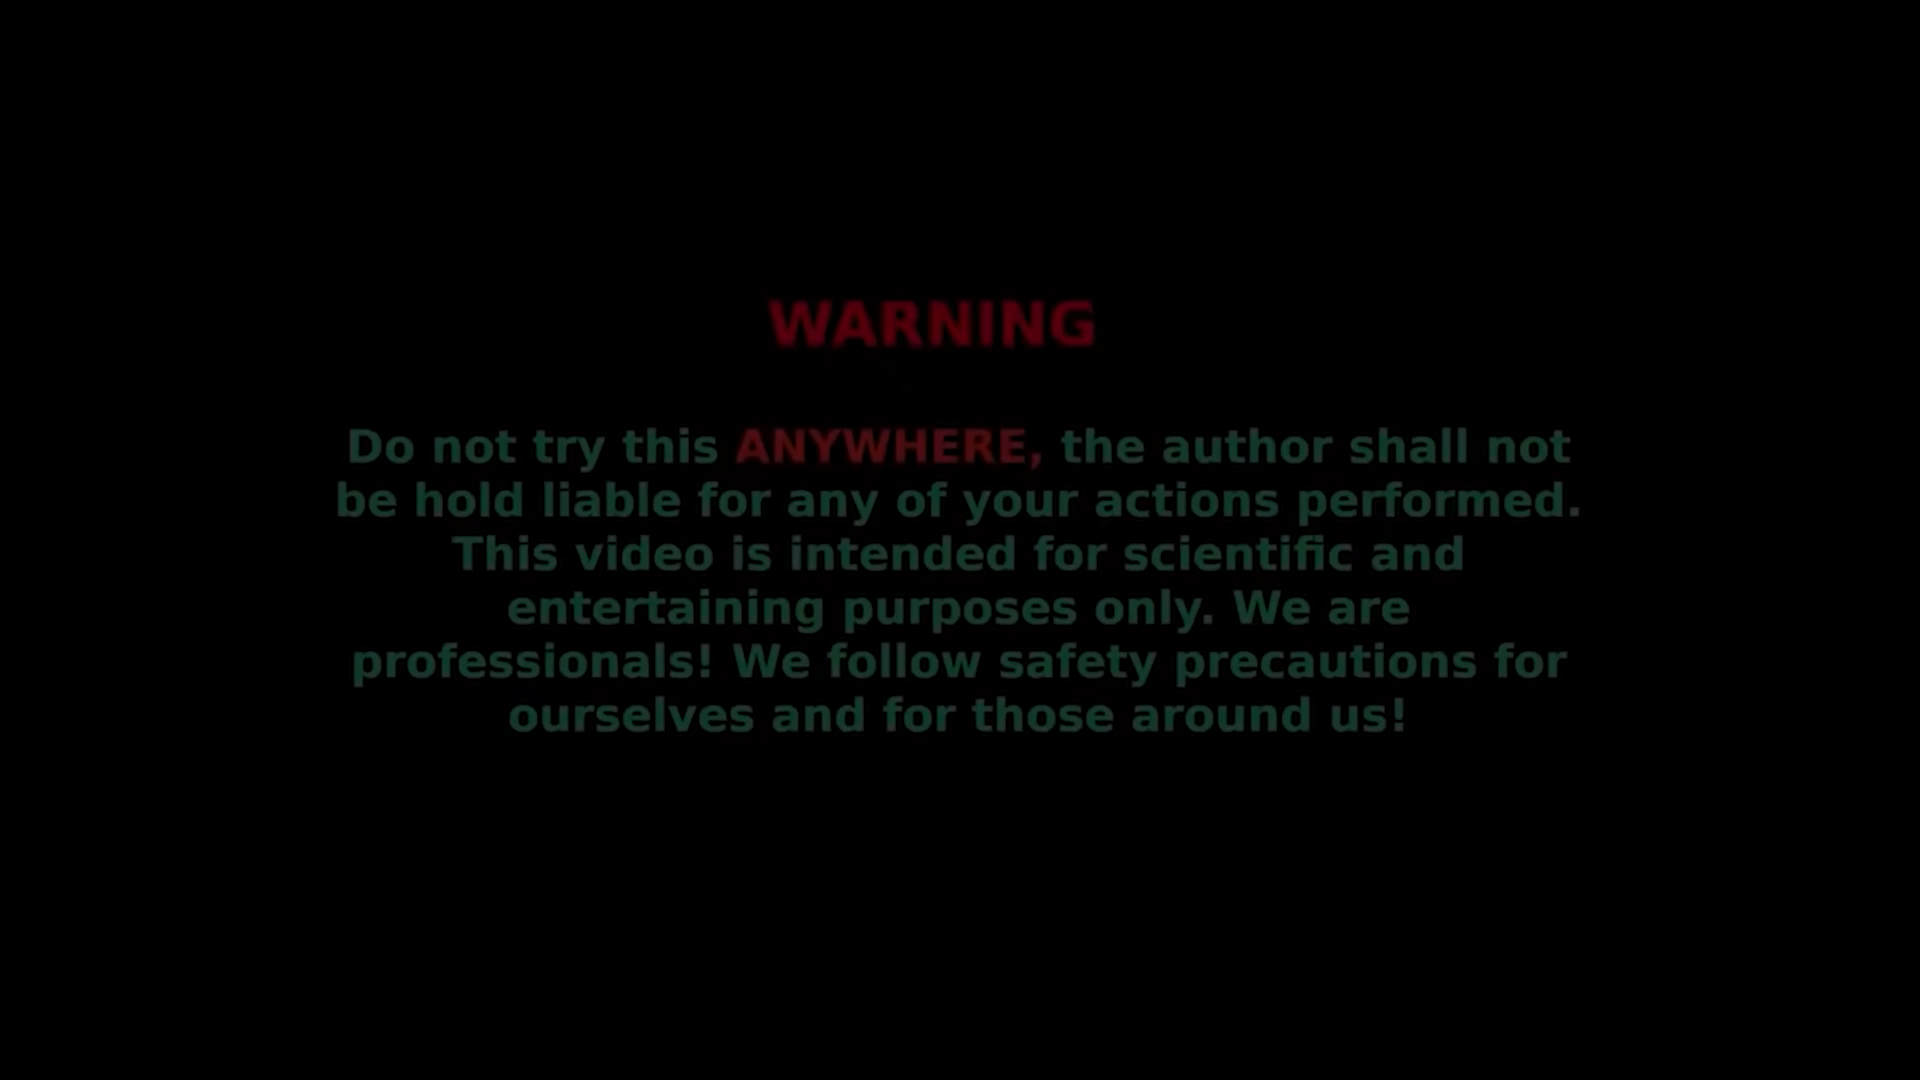 WARNING
Do not try this ANYWHERE, the author shall not
be hold liable for any of your actions performed.
This video is intended for scientific and
entertaining purposes only. We are
professionals! We follow safety precautions for
ourselves and for those around us!